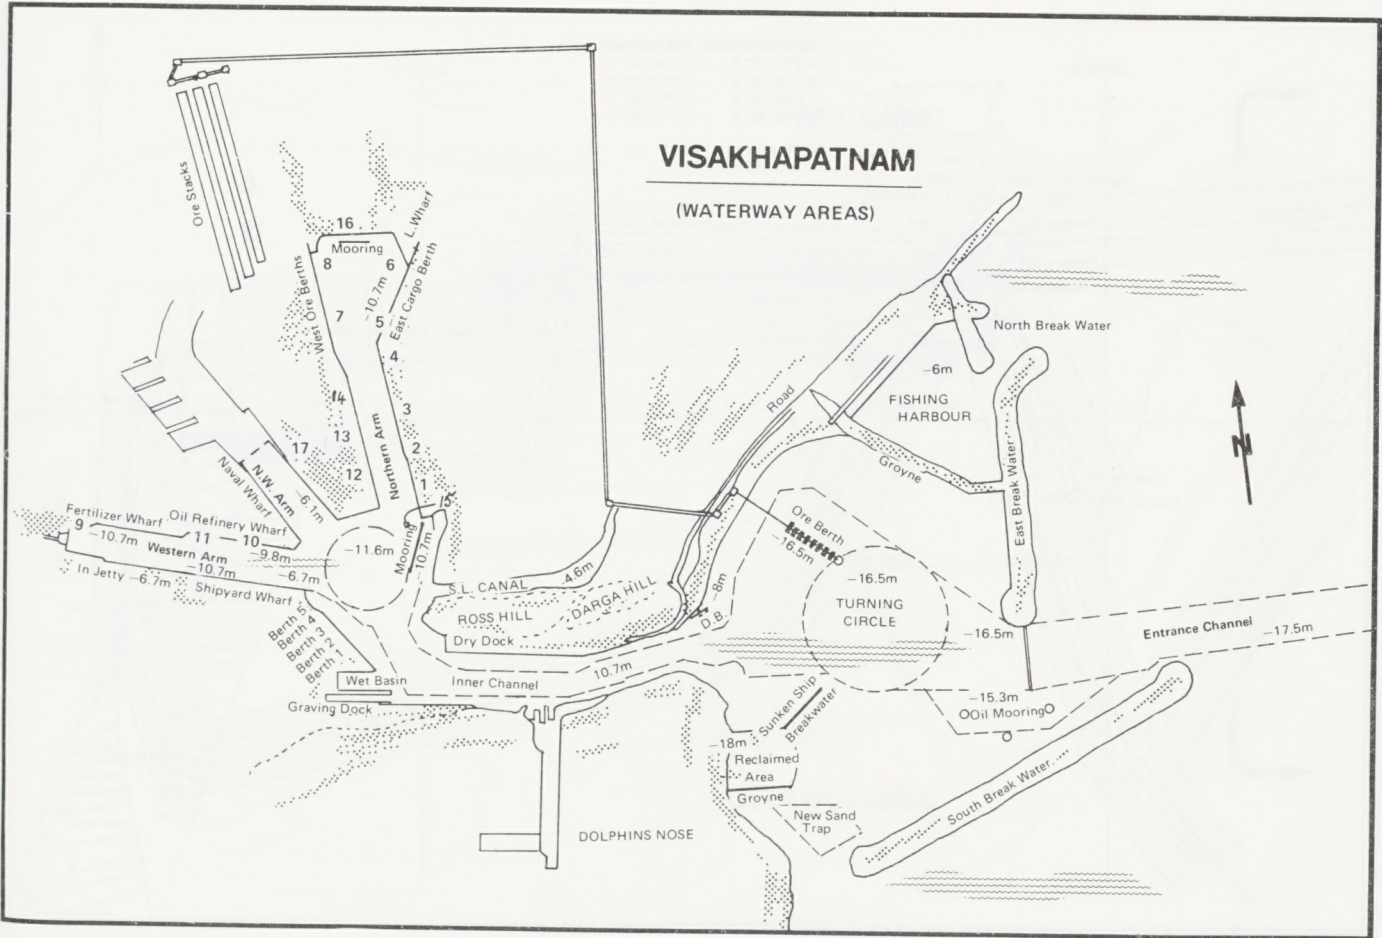 VISAKHAPATNAM
(WATERWAY AREAS)
Ore Stacks
16
Mooring
8
6
L. Wharf
West Ore Berths
-10.7m
East Cargo Berth
7
5
4
14
3
13
2
12
1
15
17
Northern Arm
Naval Wharf
N.W. Arm
-6.1m
Fertilizer Wharf
Oil Refinery Wharf
9
-10.7m
11
10
Western Arm
-9.8m
-10.7m
-6.7m
In Jetty -6.7m
Shipyard Wharf
-11.6m
Mooring
10.7m
Berth 5
Berth 4
Berth 3
Berth 2
Berth 1
Wet Basin
Graving Dock
S.L. CANAL
-4.6m
ROSS HILL
DARGA HILL
Dry Dock
Inner Channel
10.7m
D.B.
-8m
Road
North Break Water
-6m
FISHING
HARBOUR
Groyne
East Break Water
N
Ore Berth
-16.5m
-16.5m
TURNING
CIRCLE
-16.5m
Entrance Channel
-17.5m
-15.3m
Oil Mooring
Sunken Ship
Breakwater
-18m
Reclaimed
Area
Groyne
New Sand
Trap
South Break Water
DOLPHINS NOSE